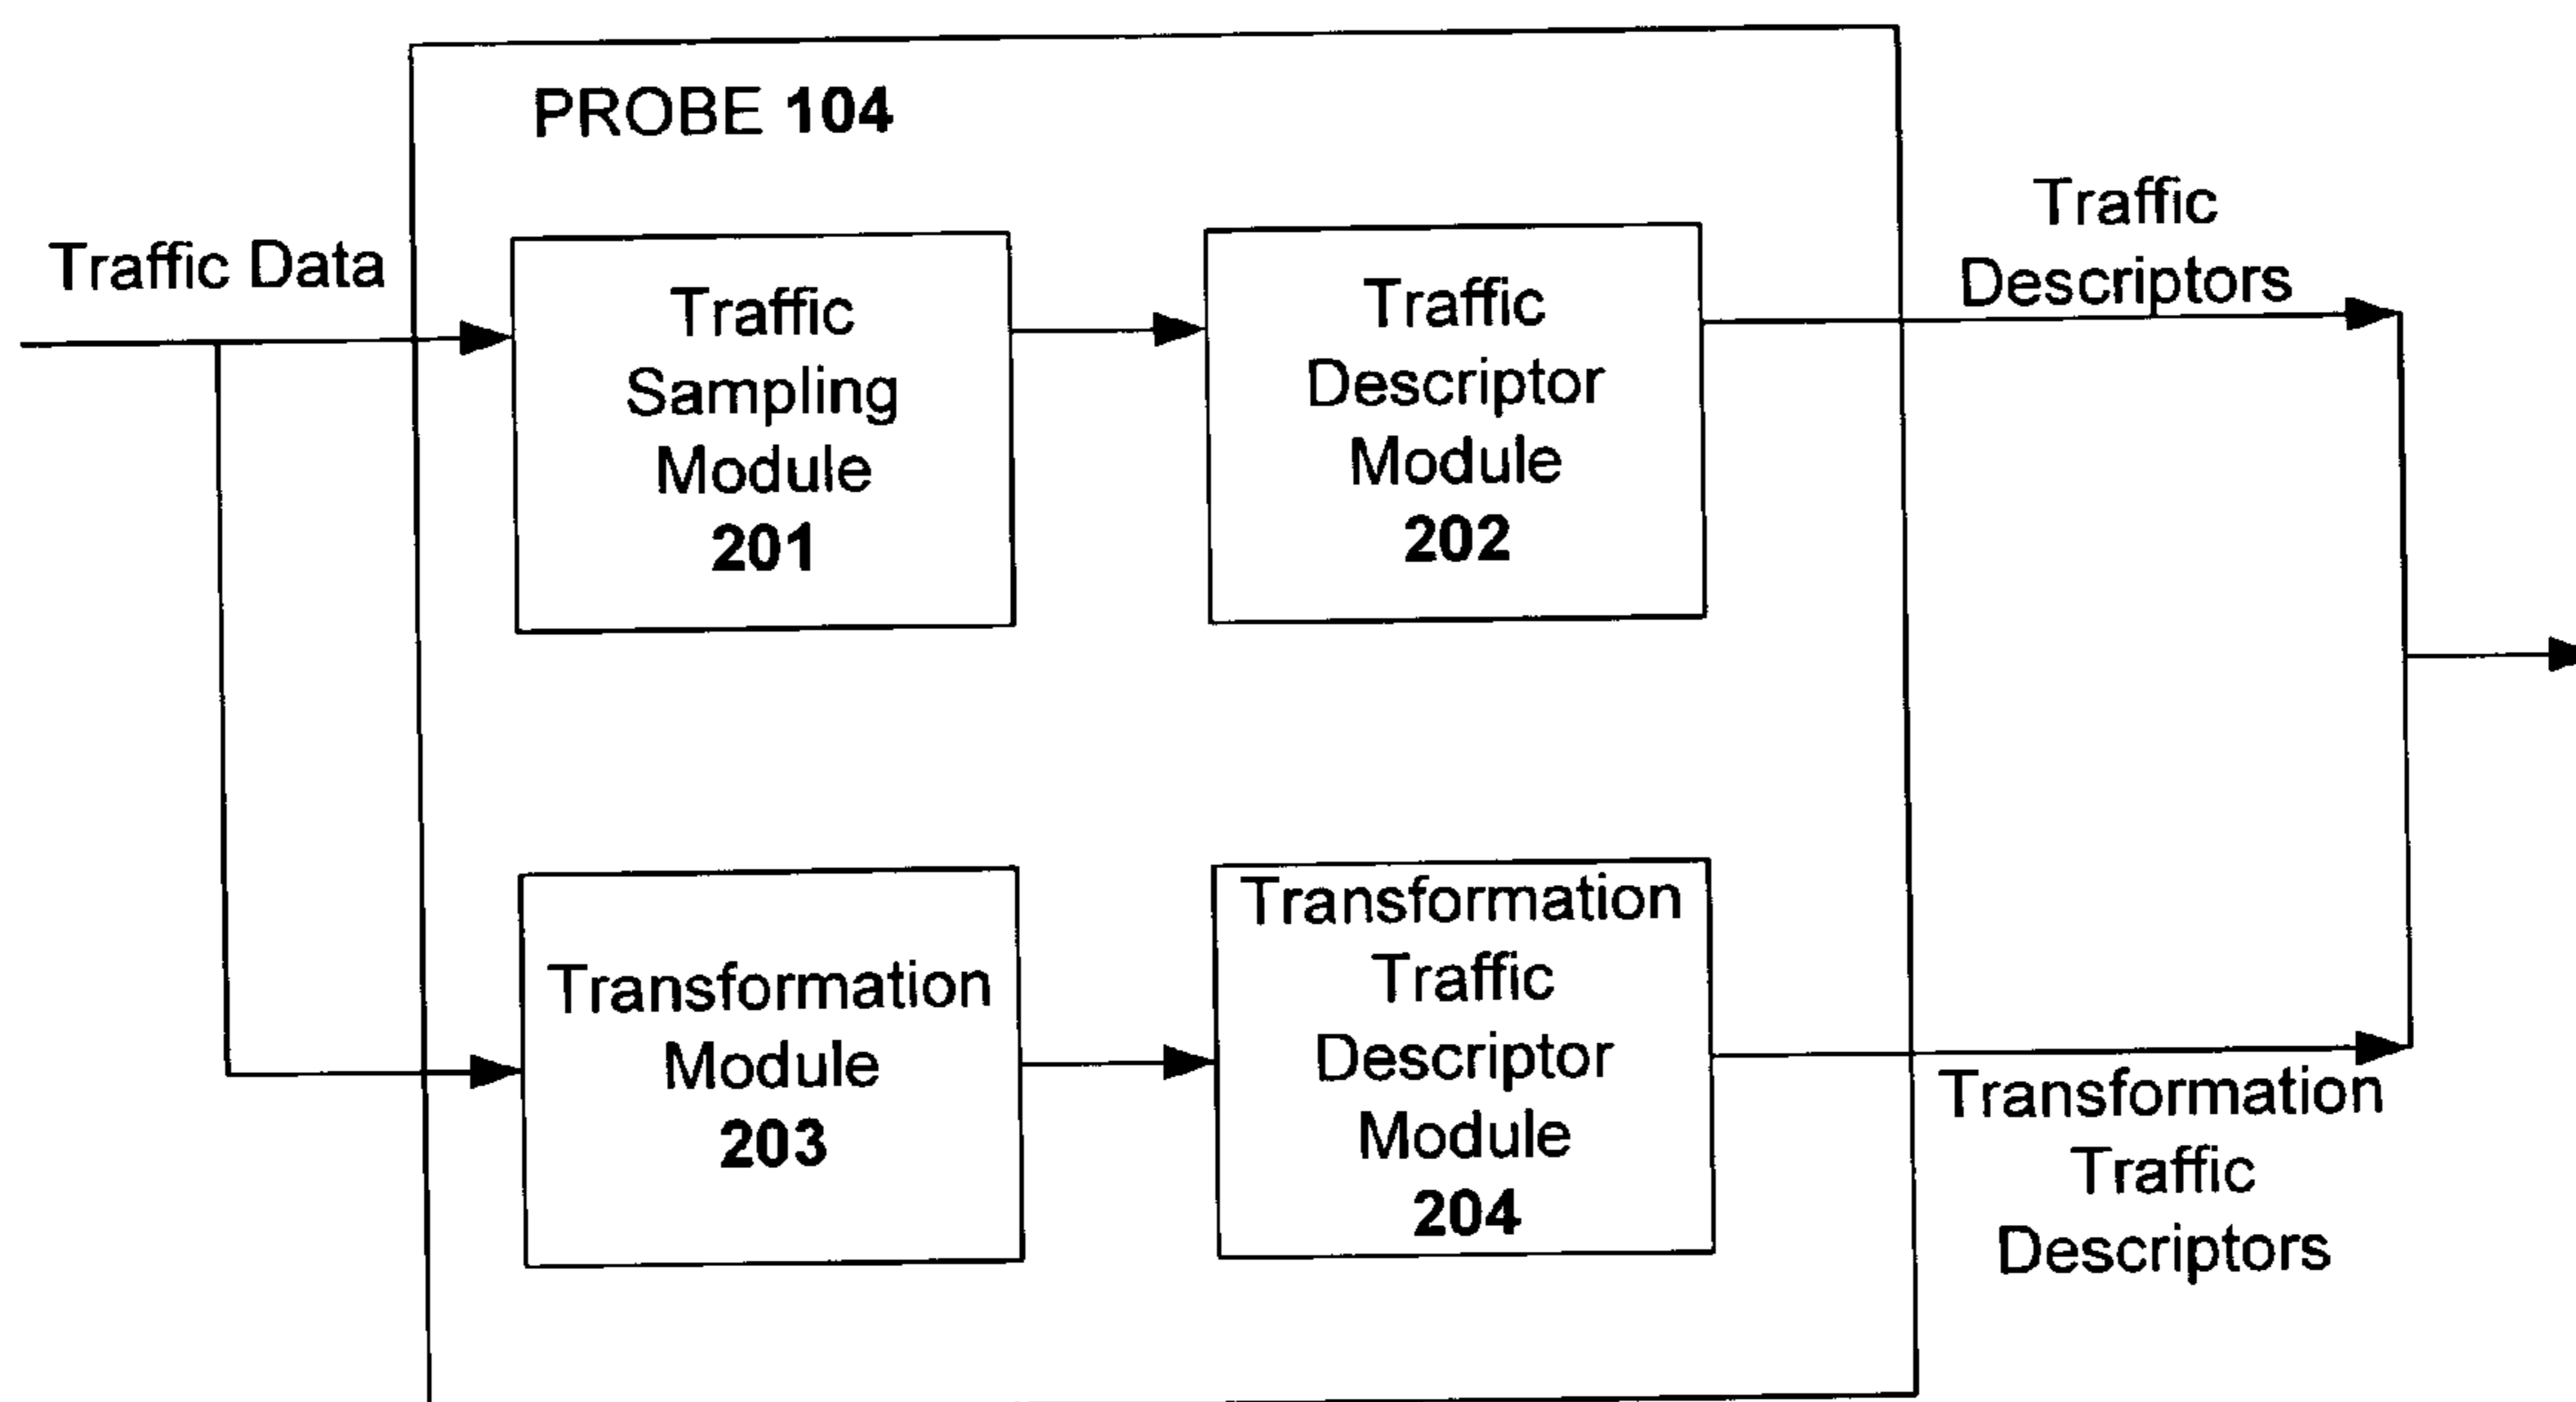 PROBE 104
Traffic Data
Traffic
Sampling
Module
201
Traffic
Descriptor
Module
202
Traffic
Descriptors
Transformation
Module
203
Transformation
Traffic
Descriptor
Module
204
Transformation
Traffic
Descriptors